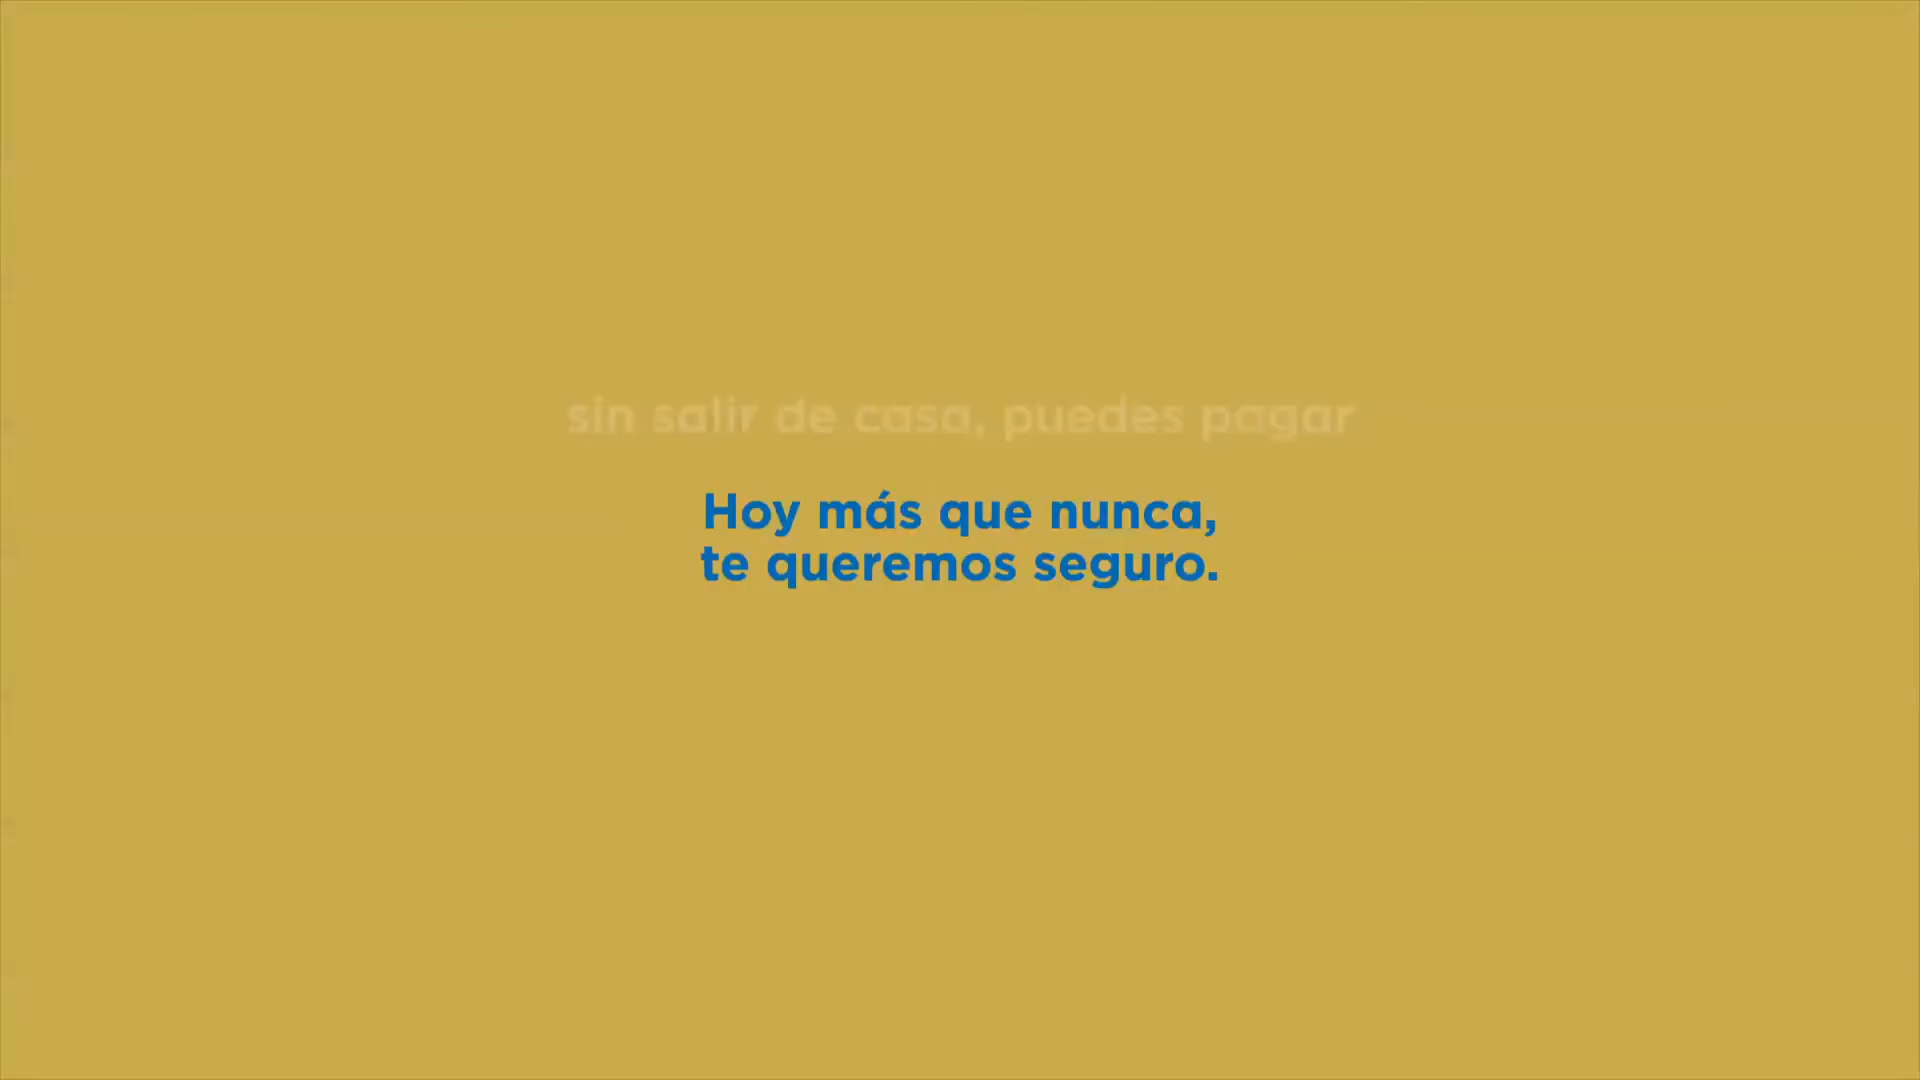 sin salir de casa, puedes pagar
Hoy más que nunca,
te queremos seguro.